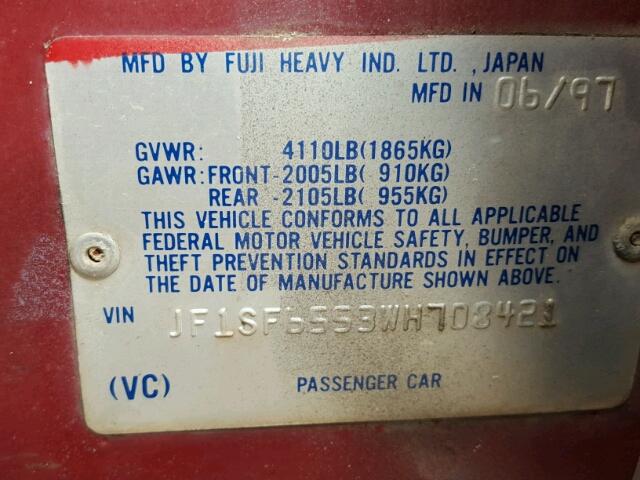 MFD BY FUJI HEAVY IND. LTD. , JAPAN
MFD IN 06/97
GVWR: 4110LB(1865KG)
GAWR:FRONT-2005LB( 910KG)
REAR -2105LB( 955KG)
THIS VEHICLE CONFORMS TO ALL APPLICABLE
FEDERAL MOTOR VEHICLE SAFETY, BUMPER, AND
THEFT PREVENTION STANDARDS IN EFFECT ON
THE DATE OF MANUFACTURE SHOWN ABOVE.
VIN JF1SF6553WH708421
(VC) PASSENGER CAR